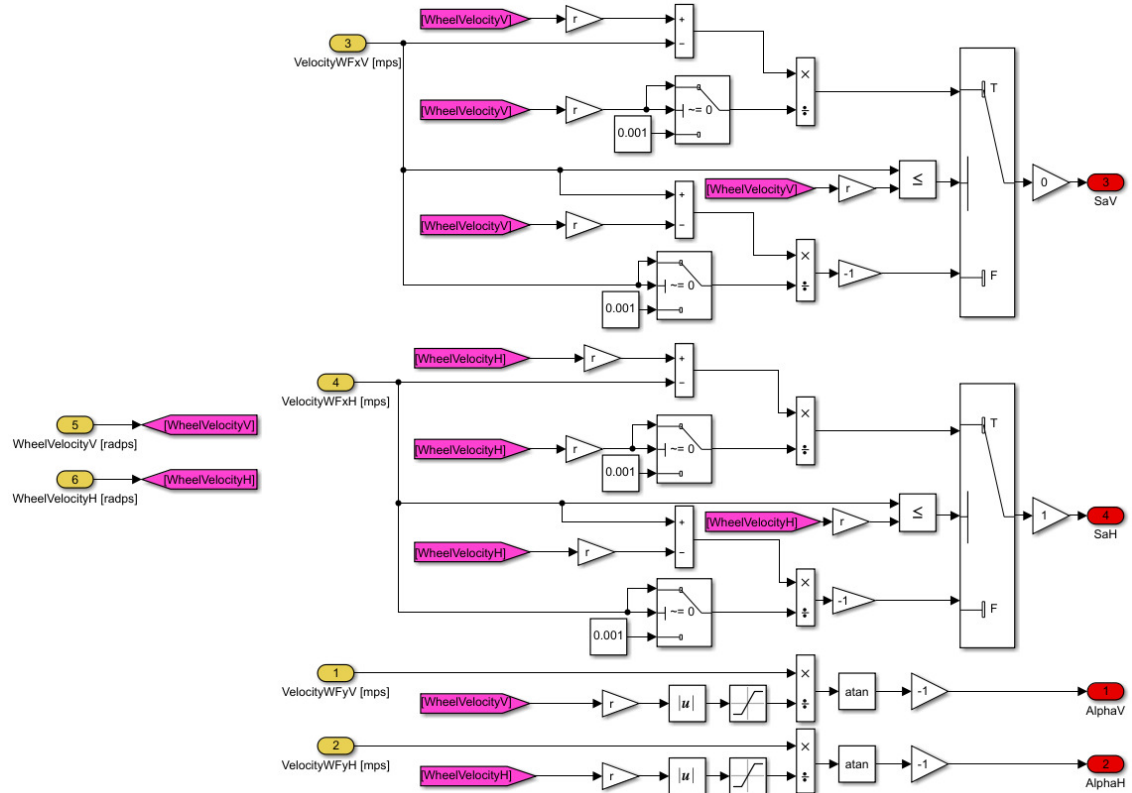 [WheelVelocityV]
r
+
−
3
VelocityWFxV [mps]
×
÷
[WheelVelocityV]
r
~= 0
0.001
T
[WheelVelocityV]
r
≤
0
3
SaV
+
−
[WheelVelocityV]
r
×
÷
-1
F
~= 0
0.001
[WheelVelocityH]
r
+
−
4
VelocityWFxH [mps]
×
÷
5
WheelVelocityV [radps]
[WheelVelocityV]
[WheelVelocityH]
r
~= 0
0.001
T
6
WheelVelocityH [radps]
[WheelVelocityH]
[WheelVelocityH]
r
≤
1
4
SaH
+
−
[WheelVelocityH]
r
×
÷
-1
F
~= 0
0.001
1
VelocityWFyV [mps]
×
÷
[WheelVelocityV]
r
|u|
atan
-1
1
AlphaV
2
VelocityWFyH [mps]
×
÷
[WheelVelocityH]
r
|u|
atan
-1
2
AlphaH